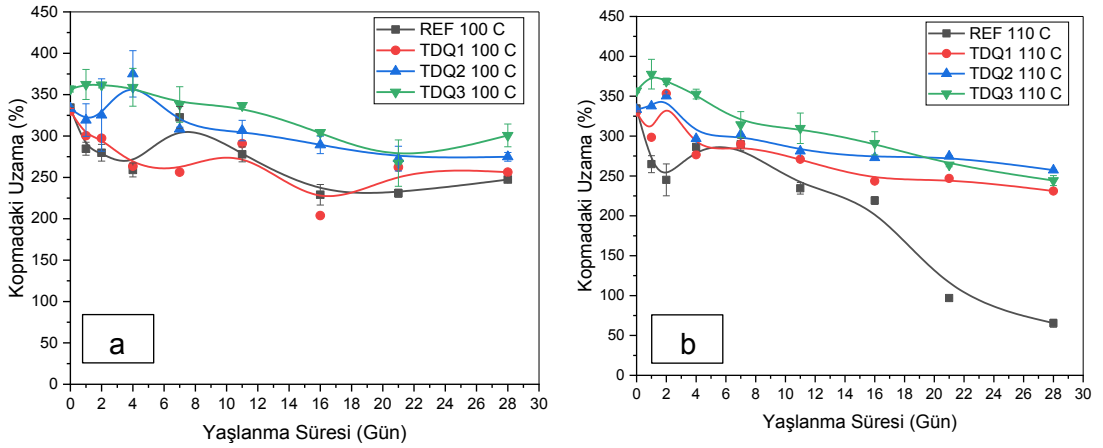 REF 100 C
TDQ1 100 C
TDQ2 100 C
TDQ3 100 C
Kopmadaki Uzama (%)
450
400
350
300
250
200
150
100
50
0
a
0 2 4 6 8 10 12 14 16 18 20 22 24 26 28 30
Yaşlanma Süresi (Gün)
REF 110 C
TDQ1 110 C
TDQ2 110 C
TDQ3 110 C
Kopmadaki Uzama (%)
450
400
350
300
250
200
150
100
50
0
b
0 2 4 6 8 10 12 14 16 18 20 22 24 26 28 30
Yaşlanma Süresi (Gün)